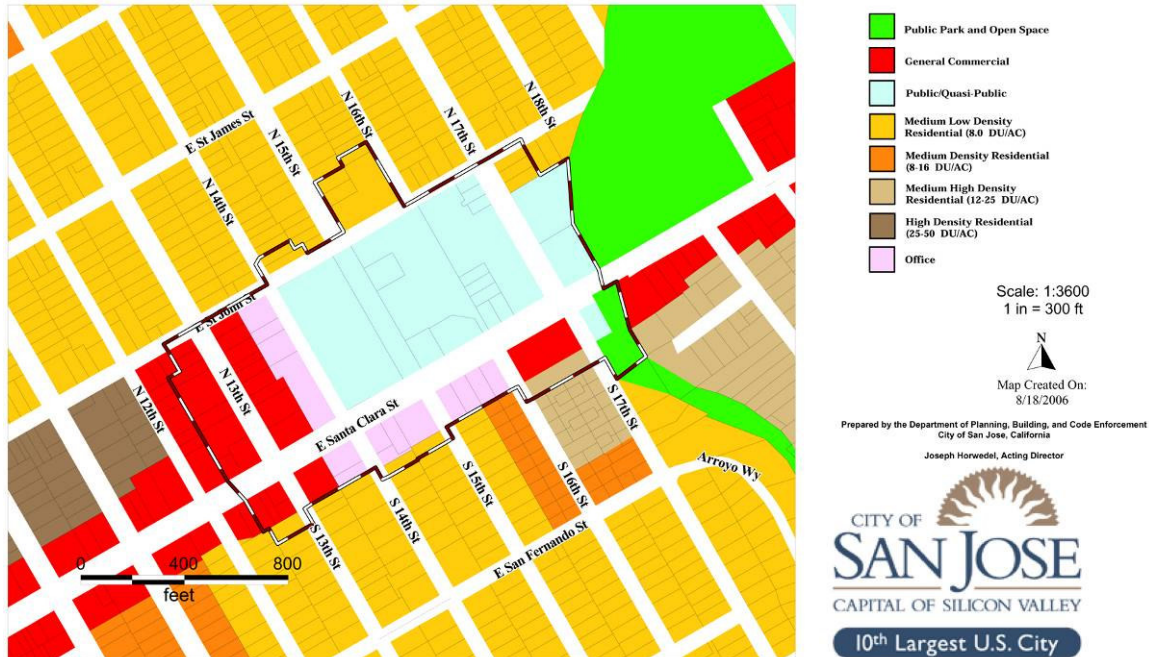 E St James St
N 14th St
N 15th St
N 16th St
N 17th St
N 18th St
E St John St
N 12th St
N 13th St
E Santa Clara St
S 13th St
S 14th St
S 15th St
S 16th St
S 17th St
E San Fernando St
Arroyo Wy
0 400 800
feet
Public Park and Open Space
General Commercial
Public/Quasi-Public
Medium Low Density
Residential (8.0 DU/AC)
Medium Density Residential
(8-16 DU/AC)
Medium High Density
Residential (12-25 DU/AC)
High Density Residential
(25-50 DU/AC)
Office
Scale: 1:3600
1 in = 300 ft
N
Map Created On:
8/18/2006
Prepared by the Department of Planning, Building, and Code Enforcement
City of San Jose, California
Joseph Horwedel, Acting Director
CITY OF
SAN JOSE
CAPITAL OF SILICON VALLEY
10th Largest U.S. City